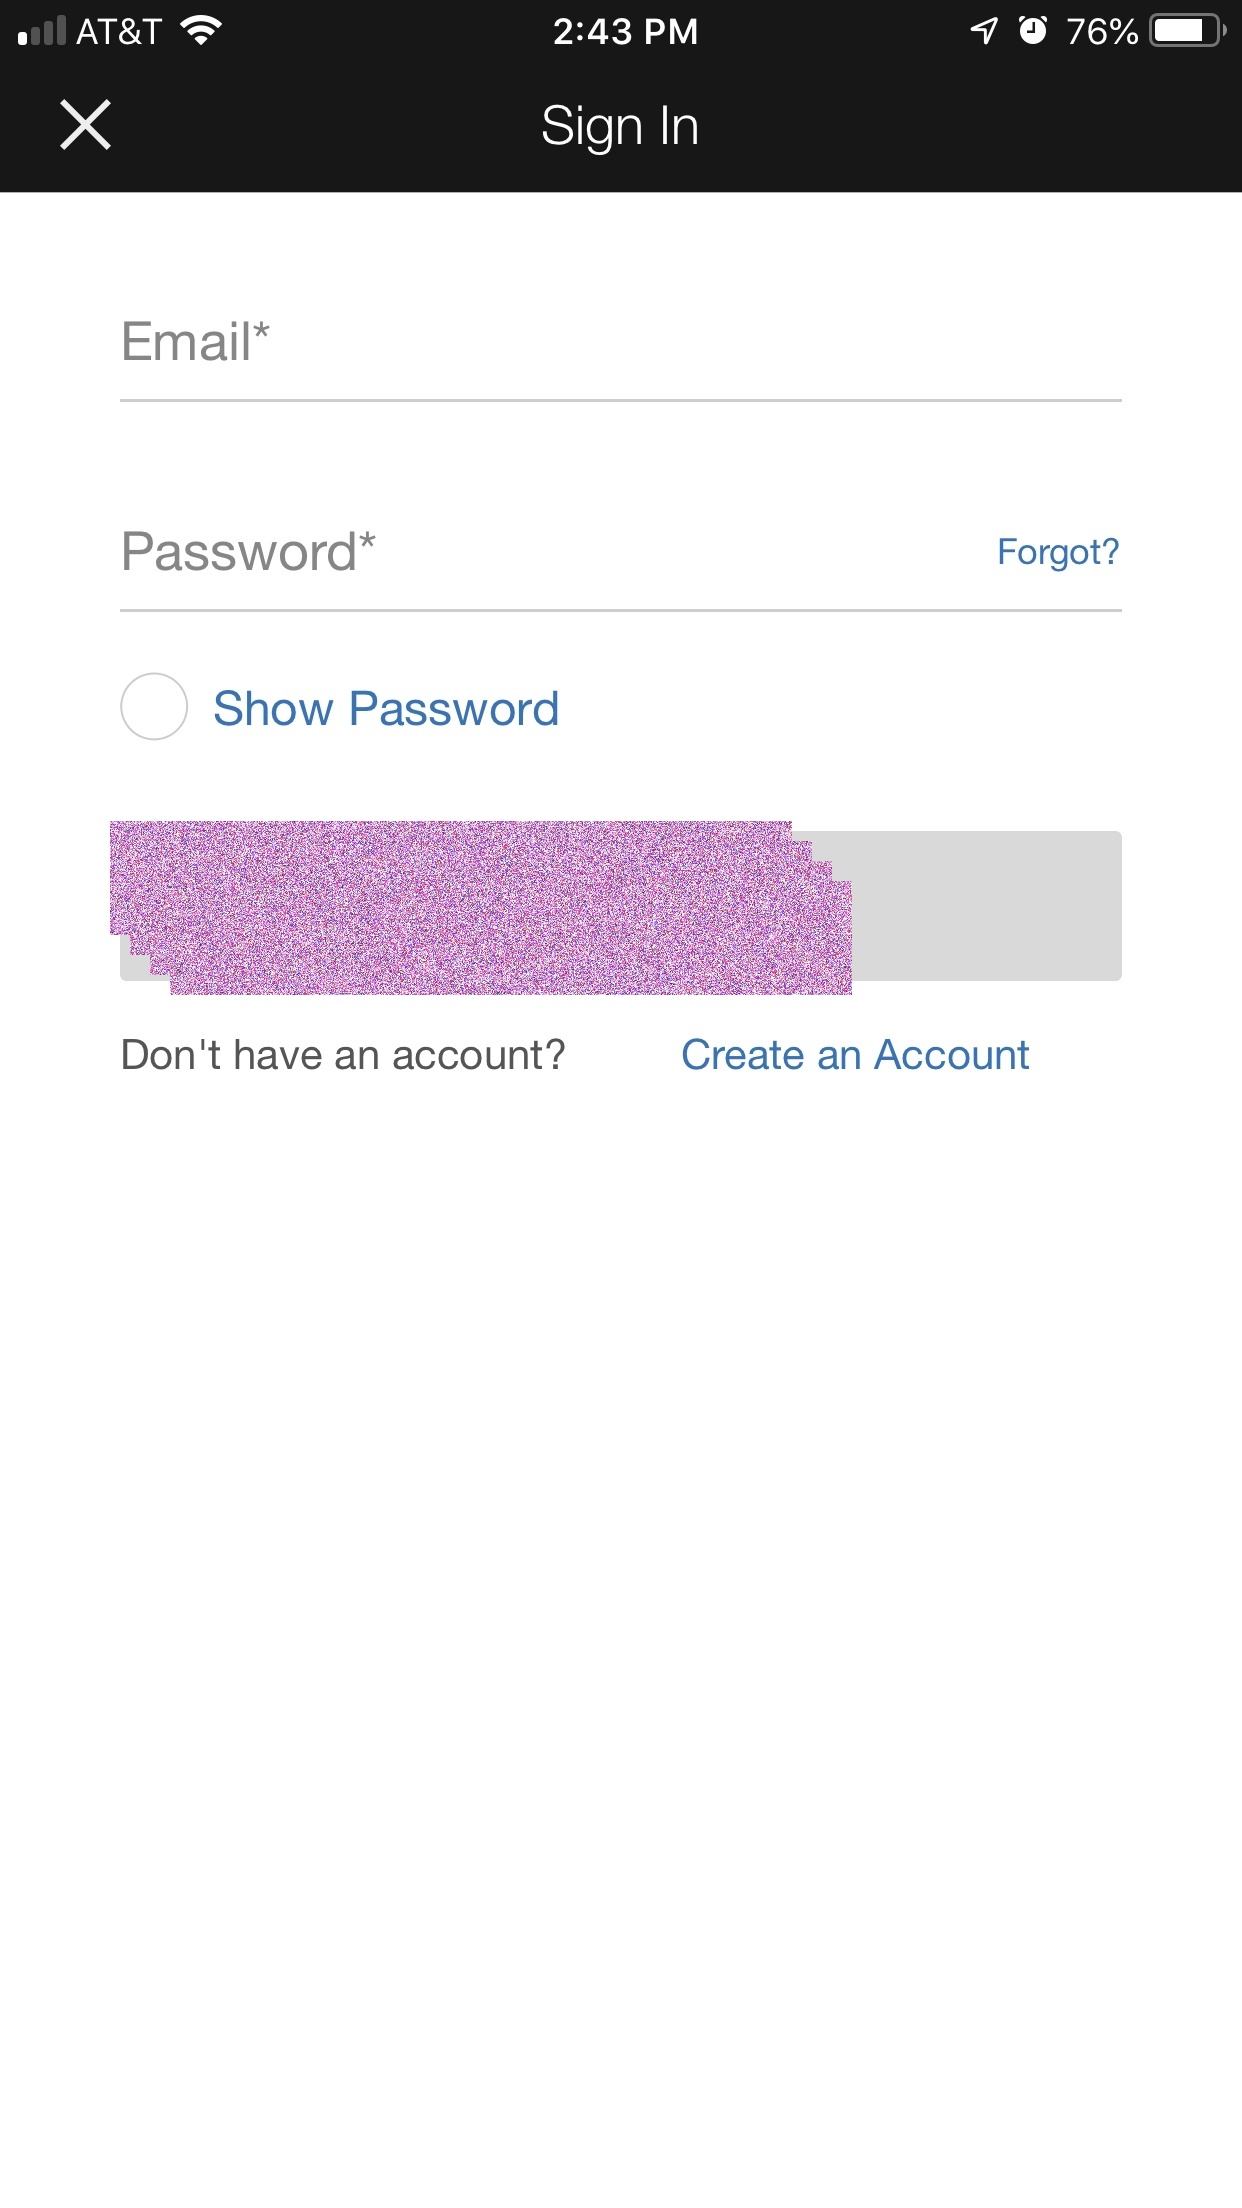 AT&T 2:43 PM 76%
Sign In
Email*
Password* Forgot?
Show Password
Don't have an account? Create an Account